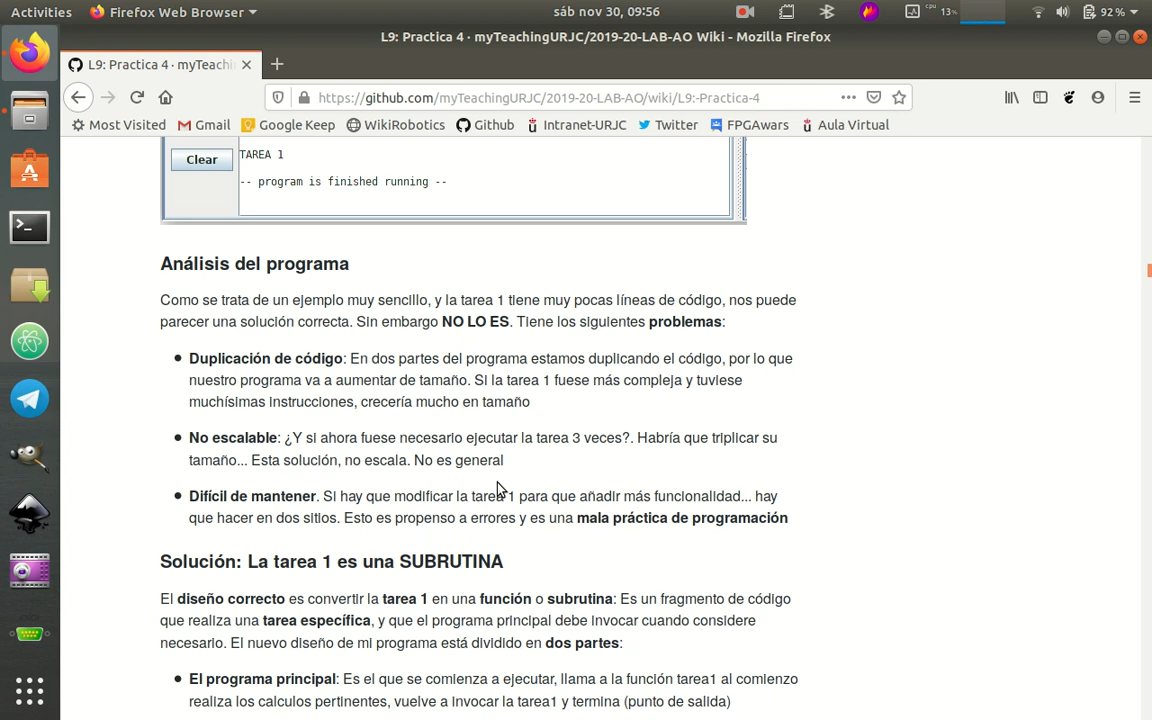 Activities Firefox Web Browser sáb nov 30, 09:56 cpu 13% 92%
L9: Practica 4 · myTeachingURJC/2019-20-LAB-AO Wiki - Mozilla Firefox
L9: Practica 4 · myTeachi
https://github.com/myTeachingURJC/2019-20-LAB-AO/wiki/L9:-Practica-4
Most Visited Gmail Google Keep WikiRobotics Github Intranet-URJC Twitter FPGAwars Aula Virtual
TAREA 1
Clear
-- program is finished running --
Análisis del programa
Como se trata de un ejemplo muy sencillo, y la tarea 1 tiene muy pocas líneas de código, nos puede
parecer una solución correcta. Sin embargo NO LO ES. Tiene los siguientes problemas:
Duplicación de código: En dos partes del programa estamos duplicando el código, por lo que
nuestro programa va a aumentar de tamaño. Si la tarea 1 fuese más compleja y tuviese
muchísimas instrucciones, crecería mucho en tamaño
No escalable: ¿Y si ahora fuese necesario ejecutar la tarea 3 veces?. Habría que triplicar su
tamaño... Esta solución, no escala. No es general
Difícil de mantener. Si hay que modificar la tarea 1 para que añadir más funcionalidad... hay
que hacer en dos sitios. Esto es propenso a errores y es una mala práctica de programación
Solución: La tarea 1 es una SUBRUTINA
El diseño correcto es convertir la tarea 1 en una función o subrutina: Es un fragmento de código
que realiza una tarea específica, y que el programa principal debe invocar cuando considere
necesario. El nuevo diseño de mi programa está dividido en dos partes:
El programa principal: Es el que se comienza a ejecutar, llama a la función tarea1 al comienzo
realiza los calculos pertinentes, vuelve a invocar la tarea1 y termina (punto de salida)